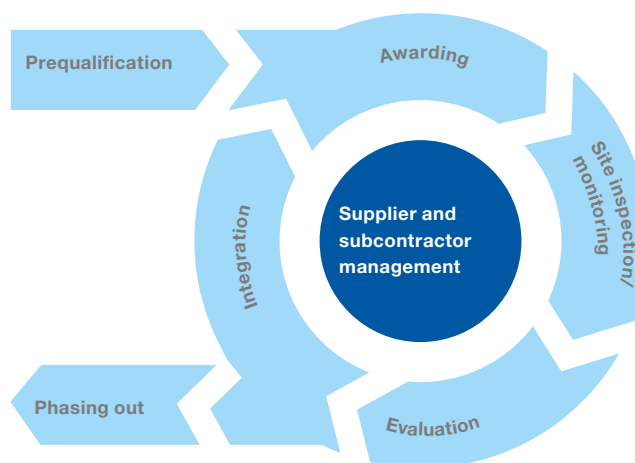 Prequalification
Awarding
Site inspection/
monitoring
Supplier and
subcontractor
management
Integration
Phasing out
Evaluation